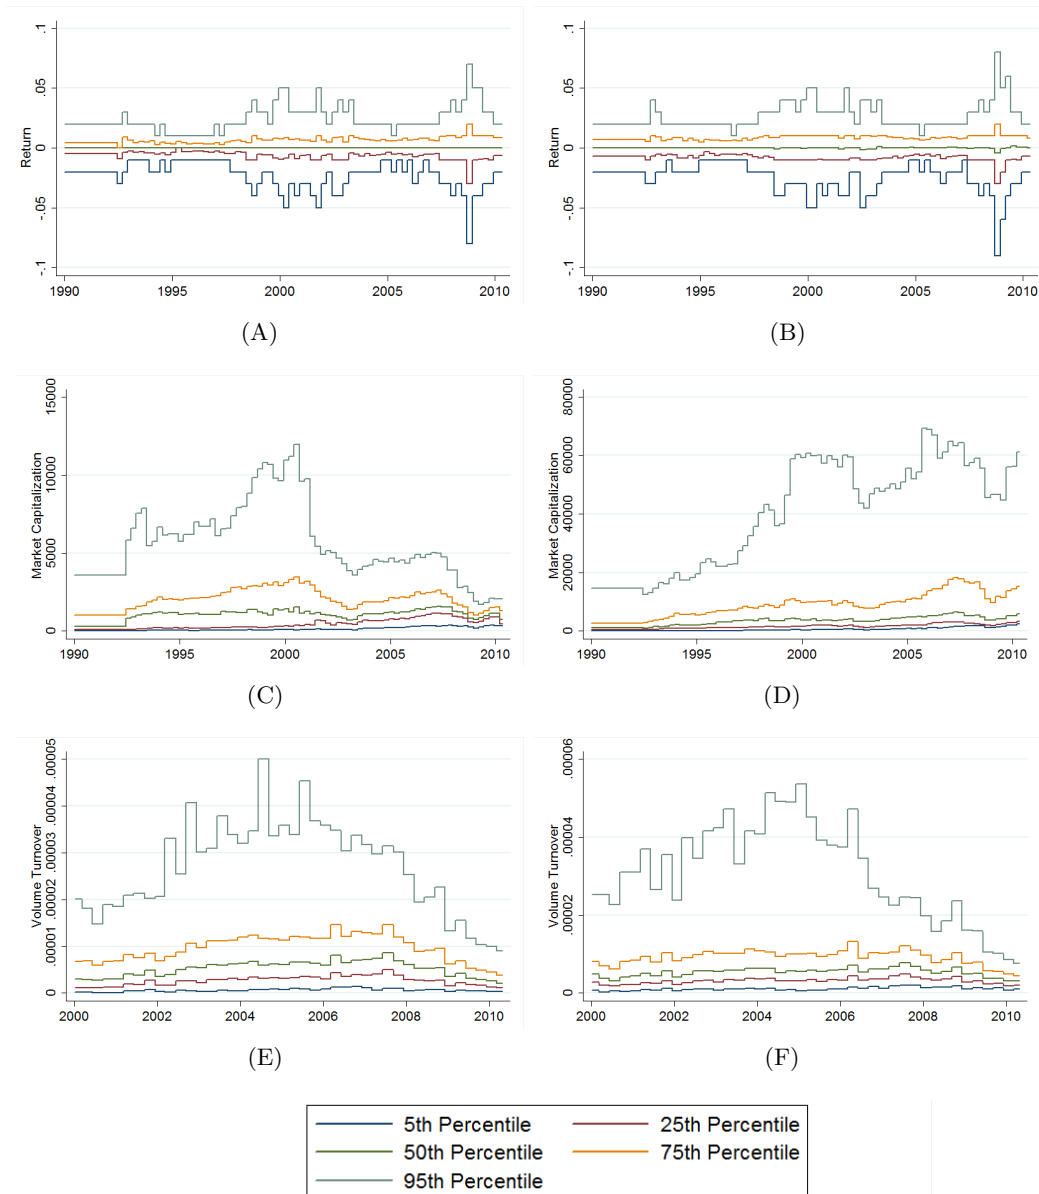 .1
.05
0
-.05
-.1
Return
1990 1995 2000 2005 2010
(A)
.1
.05
0
-.05
-.1
Return
1990 1995 2000 2005 2010
(B)
15000
10000
5000
0
Market Capitalization
1990 1995 2000 2005 2010
(C)
80000
60000
40000
20000
0
Market Capitalization
1990 1995 2000 2005 2010
(D)
.00005
.00004
.00003
.00002
.00001
0
Volume Turnover
2000 2002 2004 2006 2008 2010
(E)
.00006
.00004
.00002
0
Volume Turnover
2000 2002 2004 2006 2008 2010
(F)
5th Percentile 25th Percentile
50th Percentile 75th Percentile
95th Percentile